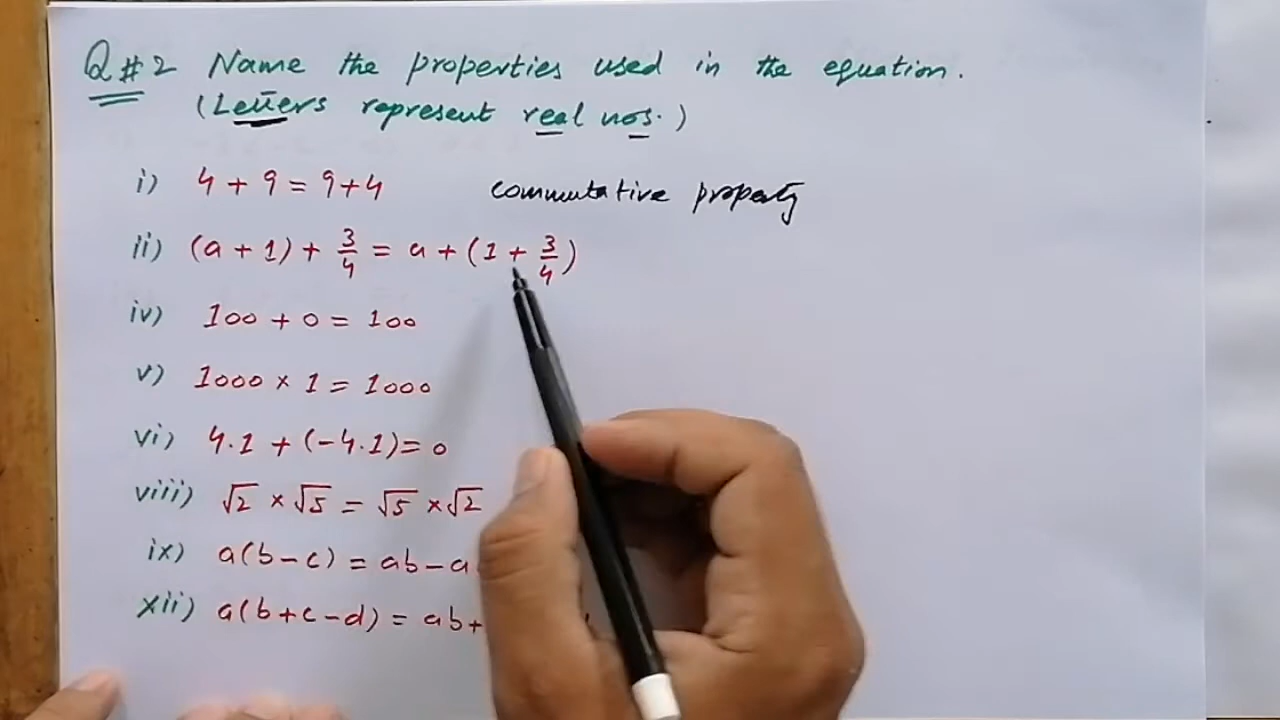 Q#2 Name the properties used in the equation.
(Letters represent real nos.)
i) 4 + 9 = 9+4 commutative property
ii) (a + 1) + 3/4 = a + (1 + 3/4)
iv) 100 + 0 = 100
v) 1000 × 1 = 1000
vi) 4.1 + (-4.1) = 0
viii) √2 × √5 = √5 × √2
ix) a(b-c) = ab-a
xii) a(b+c-d) = ab+